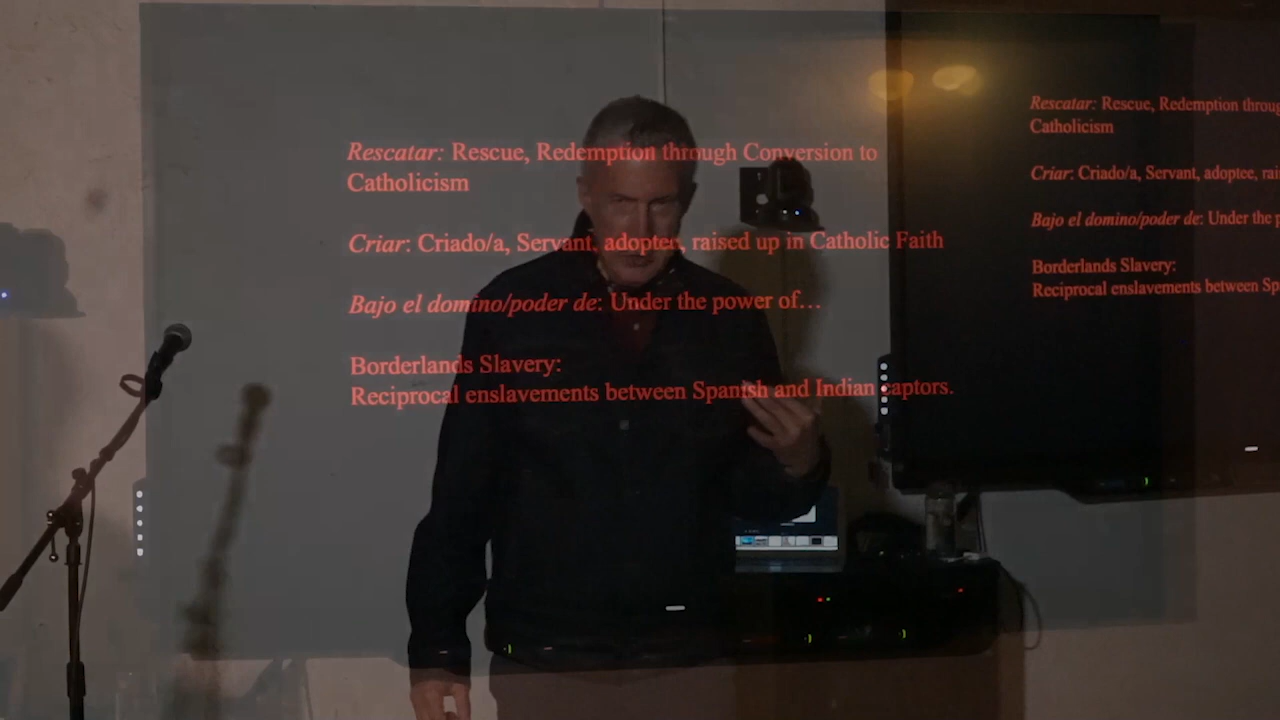 Rescatar: Rescue, Redemption through Conversion to
Catholicism
Criar: Criado/a, Servant, adoptee, raised up in Catholic Faith
Bajo el domino/poder de: Under the power of…
Borderlands Slavery:
Reciprocal enslavements between Spanish and Indian captors.
Rescatar: Rescue, Redemption throug
Catholicism
Criar: Criado/a, Servant, adoptee, rai
Bajo el domino/poder de: Under the p
Borderlands Slavery:
Reciprocal enslavements between Sp